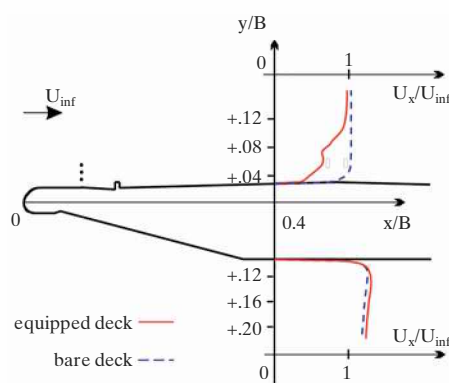 y/B
0 1
U_inf U_x/U_inf
+.12
+.08
+.04
0 0.4 x/B
+.12
+.16
+.20
equipped deck
bare deck
U_x/U_inf
0 1